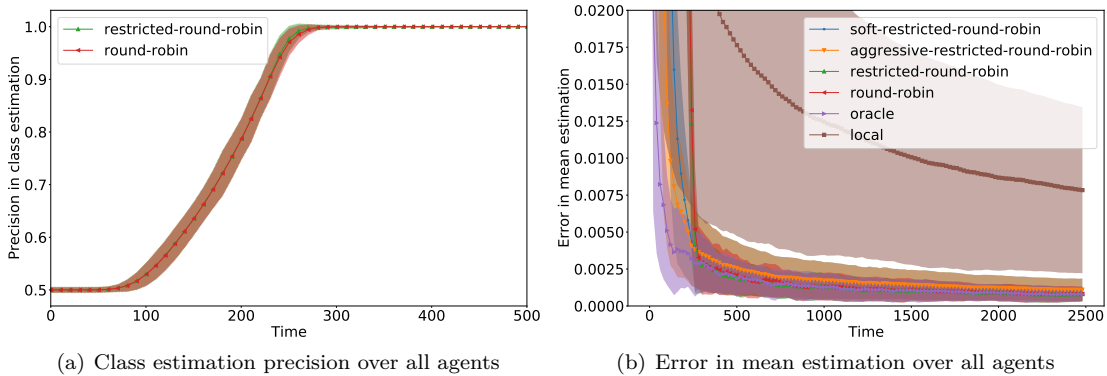 restricted-round-robin
round-robin
Precision in class estimation
1.0
0.9
0.8
0.7
0.6
0.5
0
100
200
300
400
500
Time
(a) Class estimation precision over all agents
soft-restricted-round-robin
aggressive-restricted-round-robin
restricted-round-robin
round-robin
oracle
local
Error in mean estimation
0.0200
0.0175
0.0150
0.0125
0.0100
0.0075
0.0050
0.0025
0.0000
0
500
1000
1500
2000
2500
Time
(b) Error in mean estimation over all agents